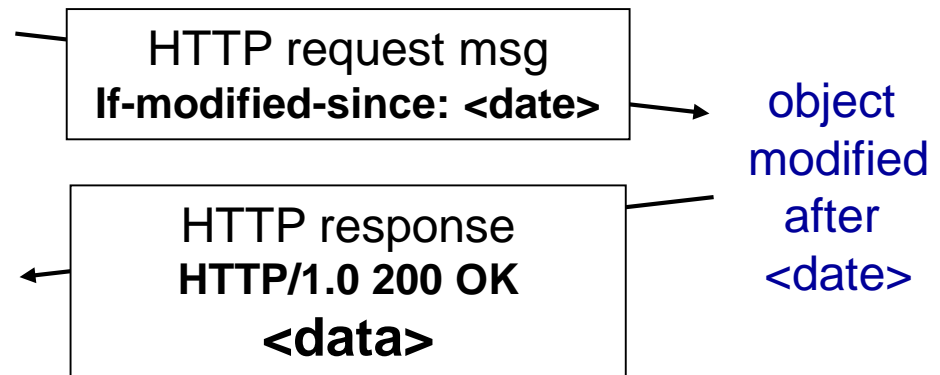 HTTP request msg
If-modified-since: <date>
object
modified
after
<date>
HTTP response
HTTP/1.0 200 OK
<data>